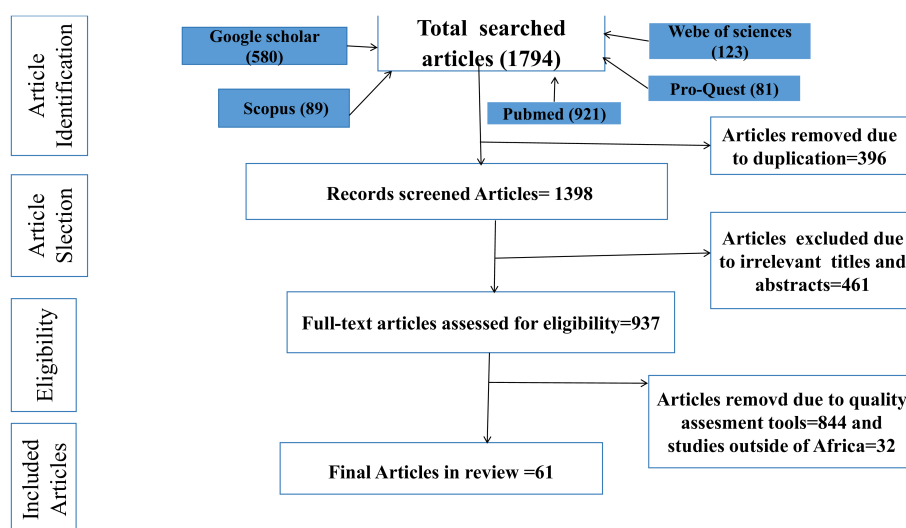 Article
Identification
Google scholar
(580)
Total searched
articles (1794)
Webe of sciences
(123)
Scopus (89)
Pubmed (921)
Pro-Quest (81)
Articles removed due
to duplication=396
Article
Slection
Records screened Articles= 1398
Articles excluded due
to irrelevant titles and
abstracts=461
Eligibility
Full-text articles assessed for eligibility=937
Articles removd due to quality
assesment tools=844 and
studies outside of Africa=32
Included
Articles
Final Articles in review =61